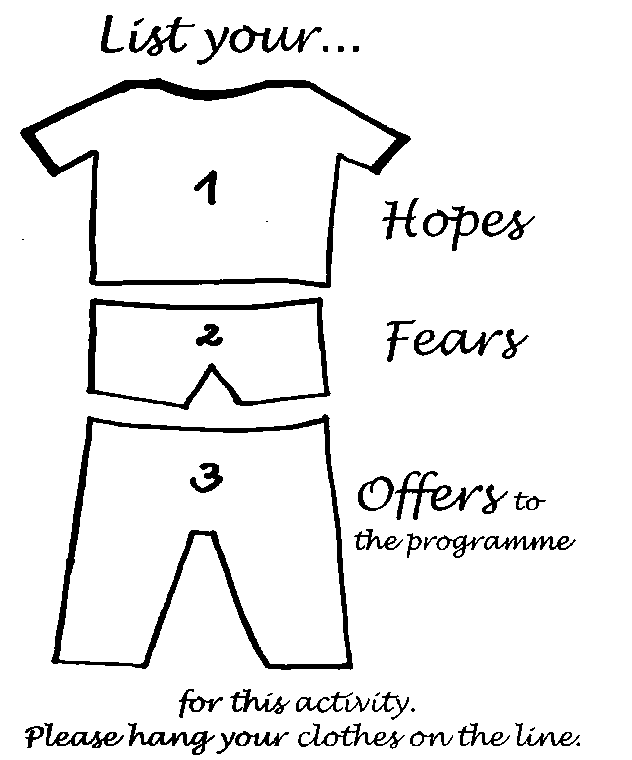 List your...
1
Hopes
2
Fears
3
Offers to
the programme
for this activity.
Please hang your clothes on the line.